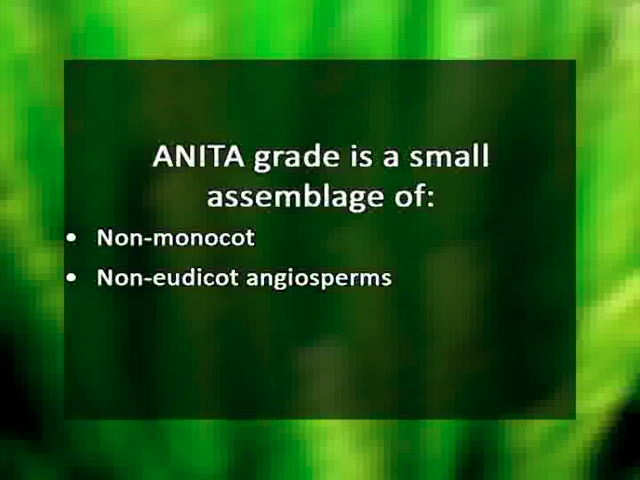 ANITA grade is a small
assemblage of:
• Non-monocot
• Non-eudicot angiosperms